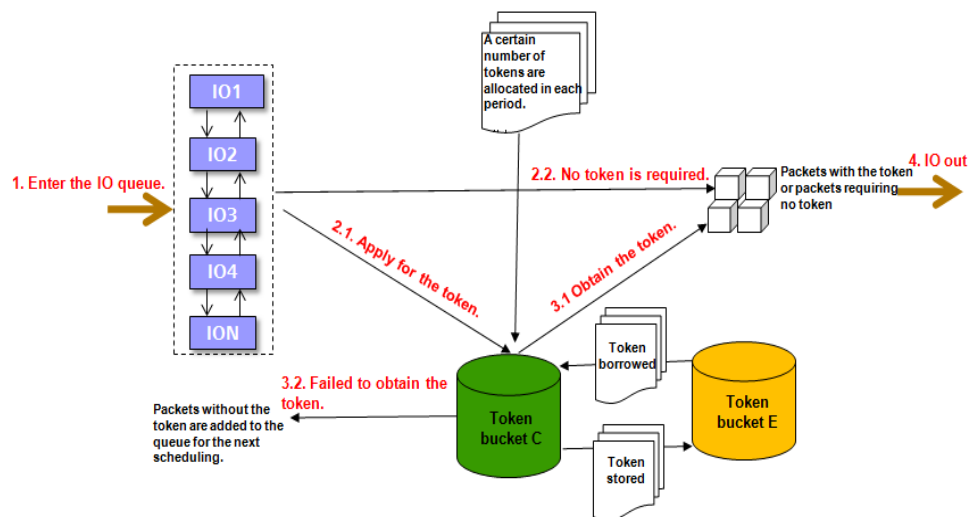 A certain
number of
tokens are
allocated in each
period.
IO1
IO2
IO3
IO4
ION
1. Enter the IO queue.
2.2. No token is required.
Packets with the token
or packets requiring
no token
4. IO out
2.1. Apply for the token.
3.1 Obtain the token.
Token
borrowed
3.2. Failed to obtain the
token.
Packets without the
token are added to the
queue for the next
scheduling.
Token
bucket C
Token
bucket E
Token
stored